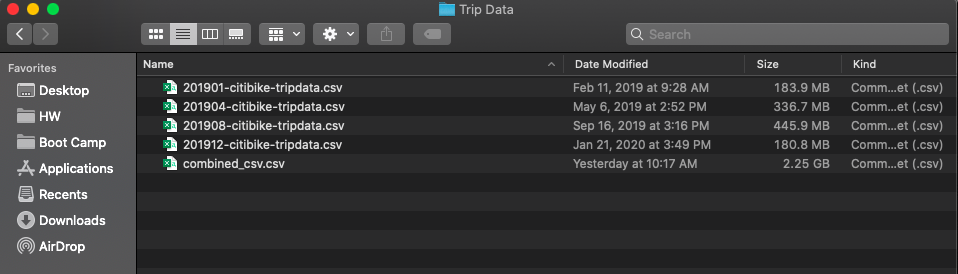 Trip Data
Search
Favorites
Desktop
HW
Boot Camp
Applications
Recents
Downloads
AirDrop
Name Date Modified Size Kind
201901-citibike-tripdata.csv Feb 11, 2019 at 9:28 AM 183.9 MB Comm...et (.csv)
201904-citibike-tripdata.csv May 6, 2019 at 2:52 PM 336.7 MB Comm...et (.csv)
201908-citibike-tripdata.csv Sep 16, 2019 at 3:16 PM 445.9 MB Comm...et (.csv)
201912-citibike-tripdata.csv Jan 21, 2020 at 3:49 PM 180.8 MB Comm...et (.csv)
combined_csv.csv Yesterday at 10:17 AM 2.25 GB Comm...et (.csv)